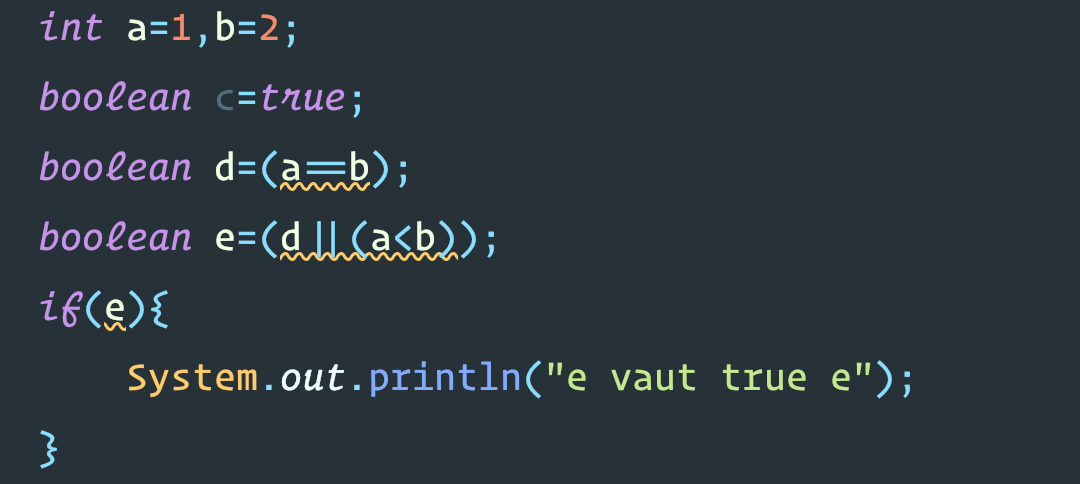 int a=1,b=2;
boolean c=true;
boolean d=(a==b);
boolean e=(d||(a<b));
if(e){
    System.out.println("e vaut true e");
}